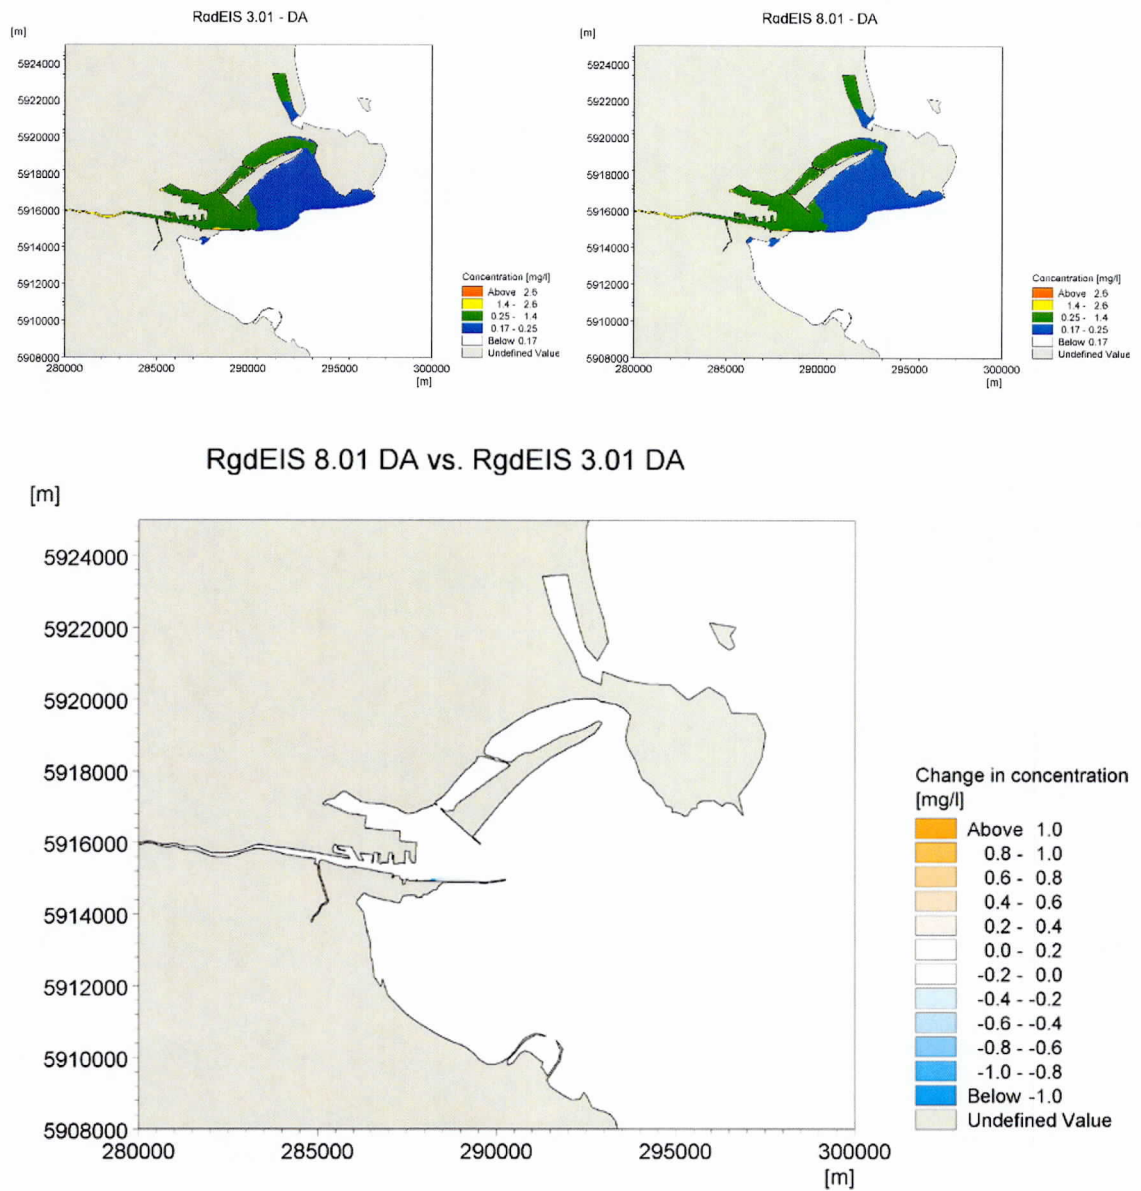 RadEIS 3.01 - DA
[m]
5924000
5922000
5920000
5918000
5916000
5914000
5912000
5910000
5908000
280000 285000 290000 295000 300000
[m]
Concentration [mg/l]
Above 2.6
1.4 - 2.6
0.25 - 1.4
0.17 - 0.25
Below 0.17
Undefined Value
RadEIS 8.01 - DA
[m]
5924000
5922000
5920000
5918000
5916000
5914000
5912000
5910000
5908000
280000 285000 290000 295000 300000
[m]
Concentration [mg/l]
Above 2.6
1.4 - 2.6
0.25 - 1.4
0.17 - 0.25
Below 0.17
Undefined Value
RgdEIS 8.01 DA vs. RgdEIS 3.01 DA
[m]
5924000
5922000
5920000
5918000
5916000
5914000
5912000
5910000
5908000
280000 285000 290000 295000 300000
[m]
Change in concentration
[mg/l]
Above 1.0
0.8 - 1.0
0.6 - 0.8
0.4 - 0.6
0.2 - 0.4
0.0 - 0.2
-0.2 - 0.0
-0.4 - -0.2
-0.6 - -0.4
-0.8 - -0.6
-1.0 - -0.8
Below -1.0
Undefined Value